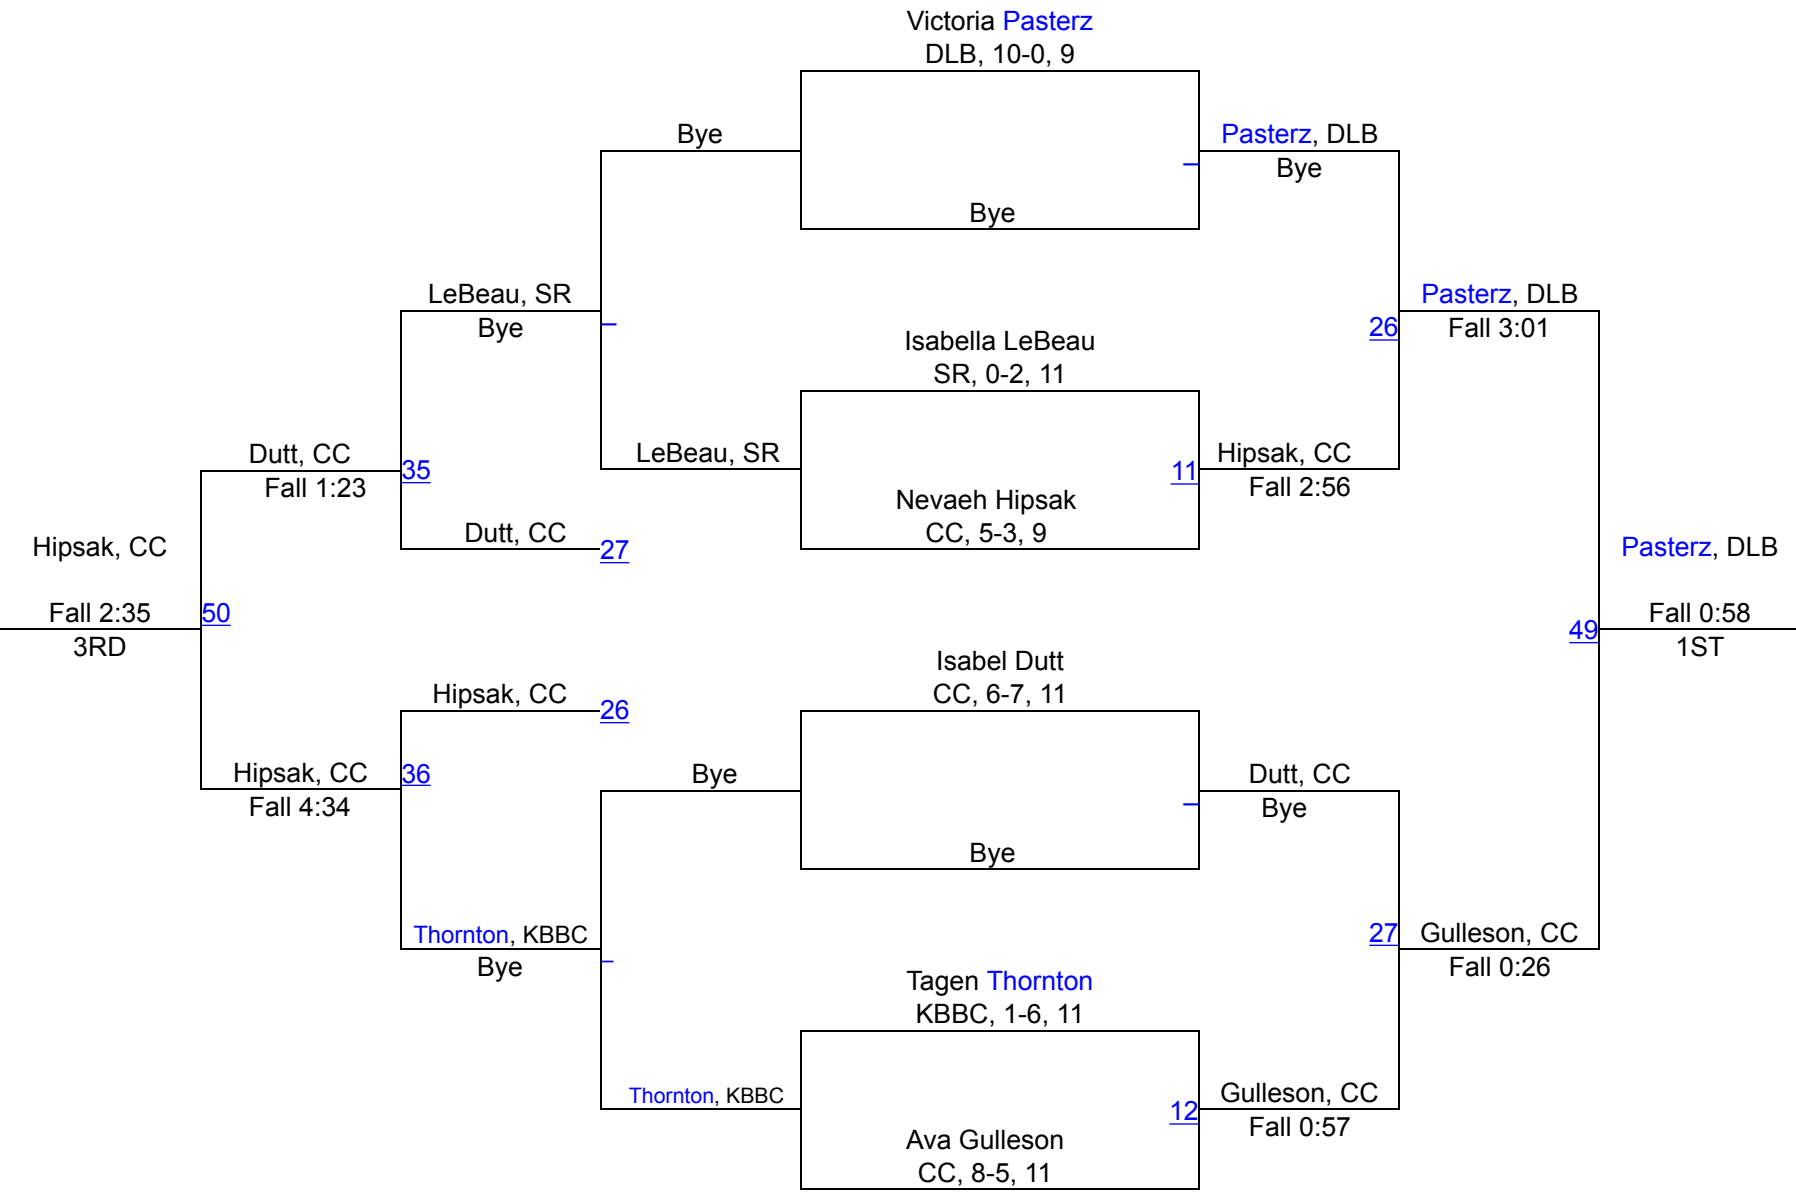 Victoria Pasterz
DLB, 10-0, 9
Bye
Pasterz, DLB
Bye
Bye
LeBeau, SR
Bye
Pasterz, DLB
26
Fall 3:01
Isabella LeBeau
SR, 0-2, 11
LeBeau, SR
Hipsak, CC
Dutt, CC
35
11
Fall 1:23
Fall 2:56
Nevaeh Hipsak
CC, 5-3, 9
Dutt, CC
27
Hipsak, CC
Pasterz, DLB
Fall 2:35
50
Fall 0:58
3RD
49
1ST
Isabel Dutt
CC, 6-7, 11
Hipsak, CC
26
Hipsak, CC
36
Bye
Dutt, CC
Fall 4:34
Bye
Bye
Thornton, KBBC
Bye
27
Gulleson, CC
Fall 0:26
Tagen Thornton
KBBC, 1-6, 11
Thornton, KBBC
Gulleson, CC
12
Fall 0:57
Ava Gulleson
CC, 8-5, 11